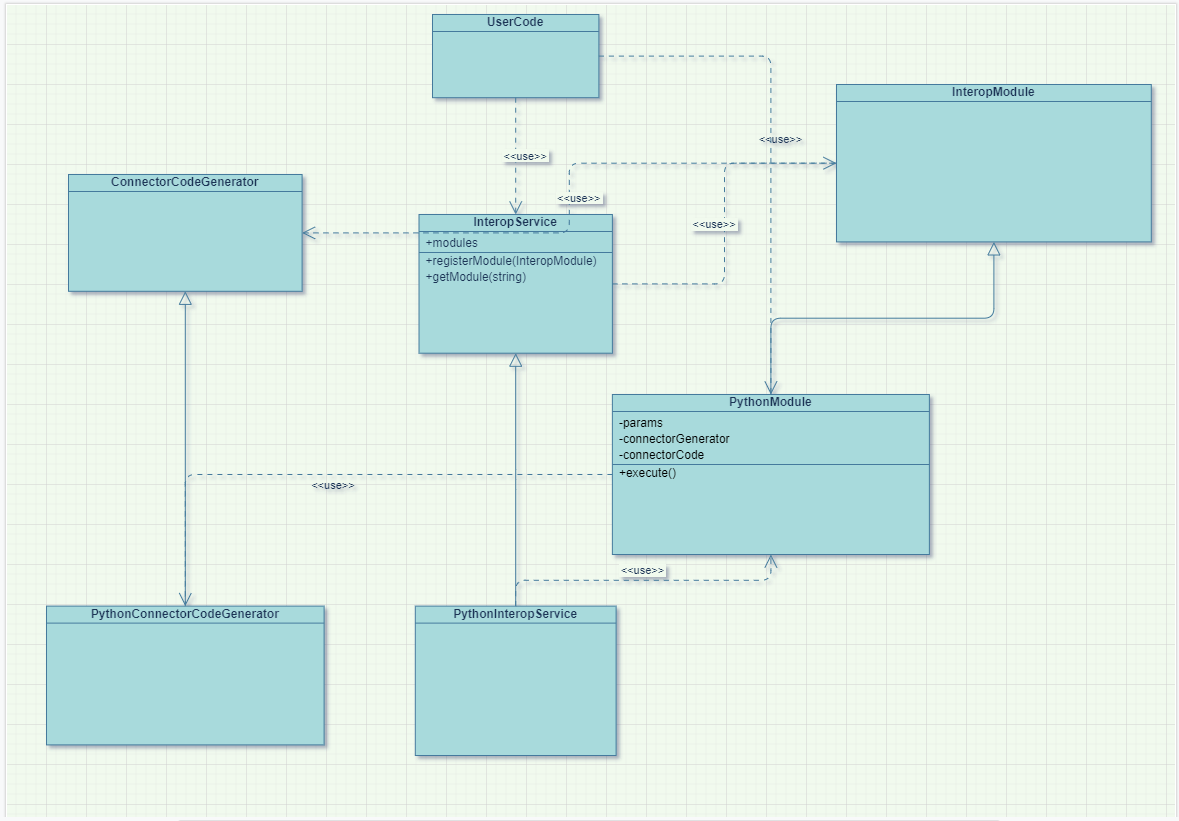 UserCode
InteropModule
<<use>>
<<use>>
ConnectorCodeGenerator
<<use>>
InteropService
<<use>>
+modules
+registerModule(InteropModule)
+getModule(string)
PythonModule
-params
-connectorGenerator
-connectorCode
+execute()
<<use>>
<<use>>
PythonConnectorCodeGenerator
PythonInteropService